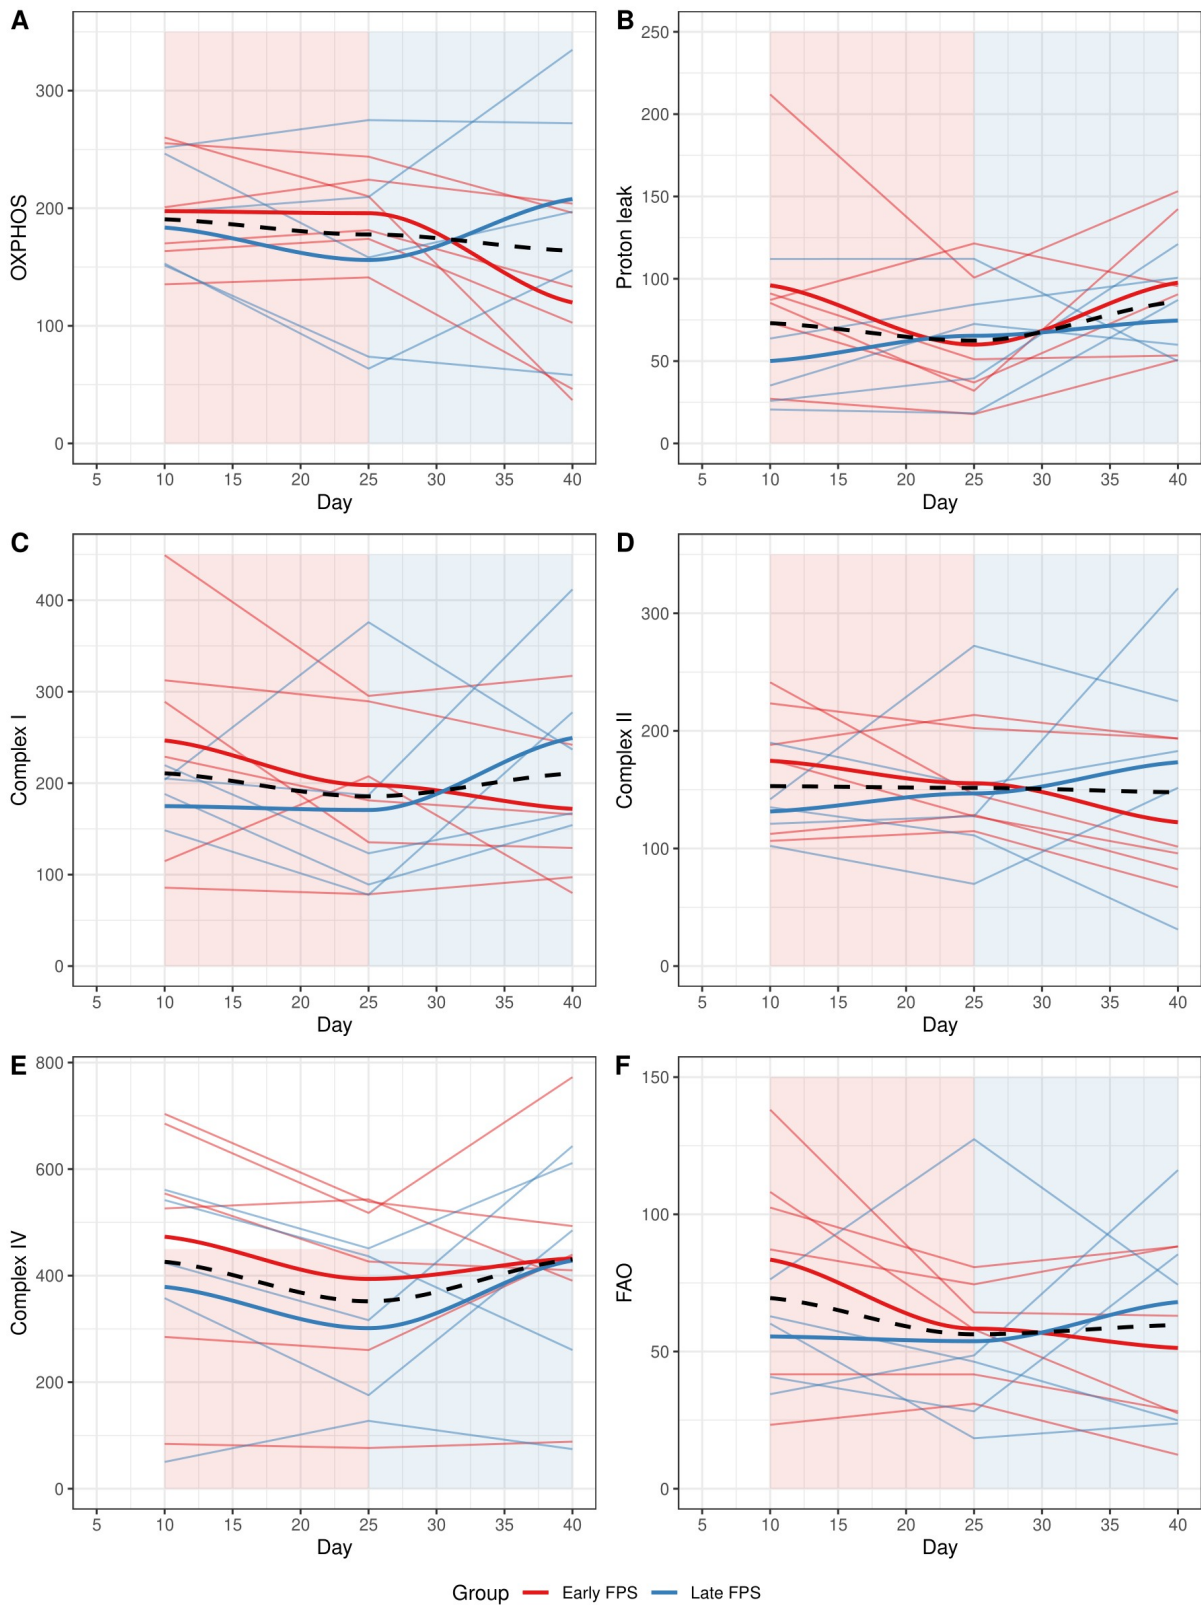 A
B
OXPHOS
300
200
100
0
5 10 15 20 25 30 35 40
Day
Proton leak
250
200
150
100
50
0
5 10 15 20 25 30 35 40
Day
C
D
Complex I
400
300
200
100
0
5 10 15 20 25 30 35 40
Day
Complex II
300
200
100
0
5 10 15 20 25 30 35 40
Day
E
F
Complex IV
800
600
400
200
0
5 10 15 20 25 30 35 40
Day
FAO
150
100
50
0
5 10 15 20 25 30 35 40
Day
Group Early FPS Late FPS